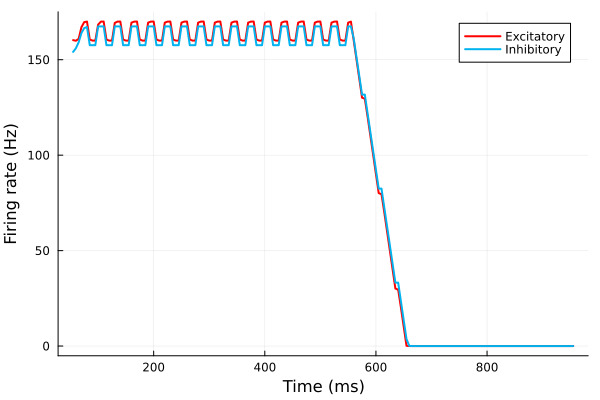 Excitatory
Inhibitory
Firing rate (Hz)
150
100
50
0
200 400 600 800
Time (ms)